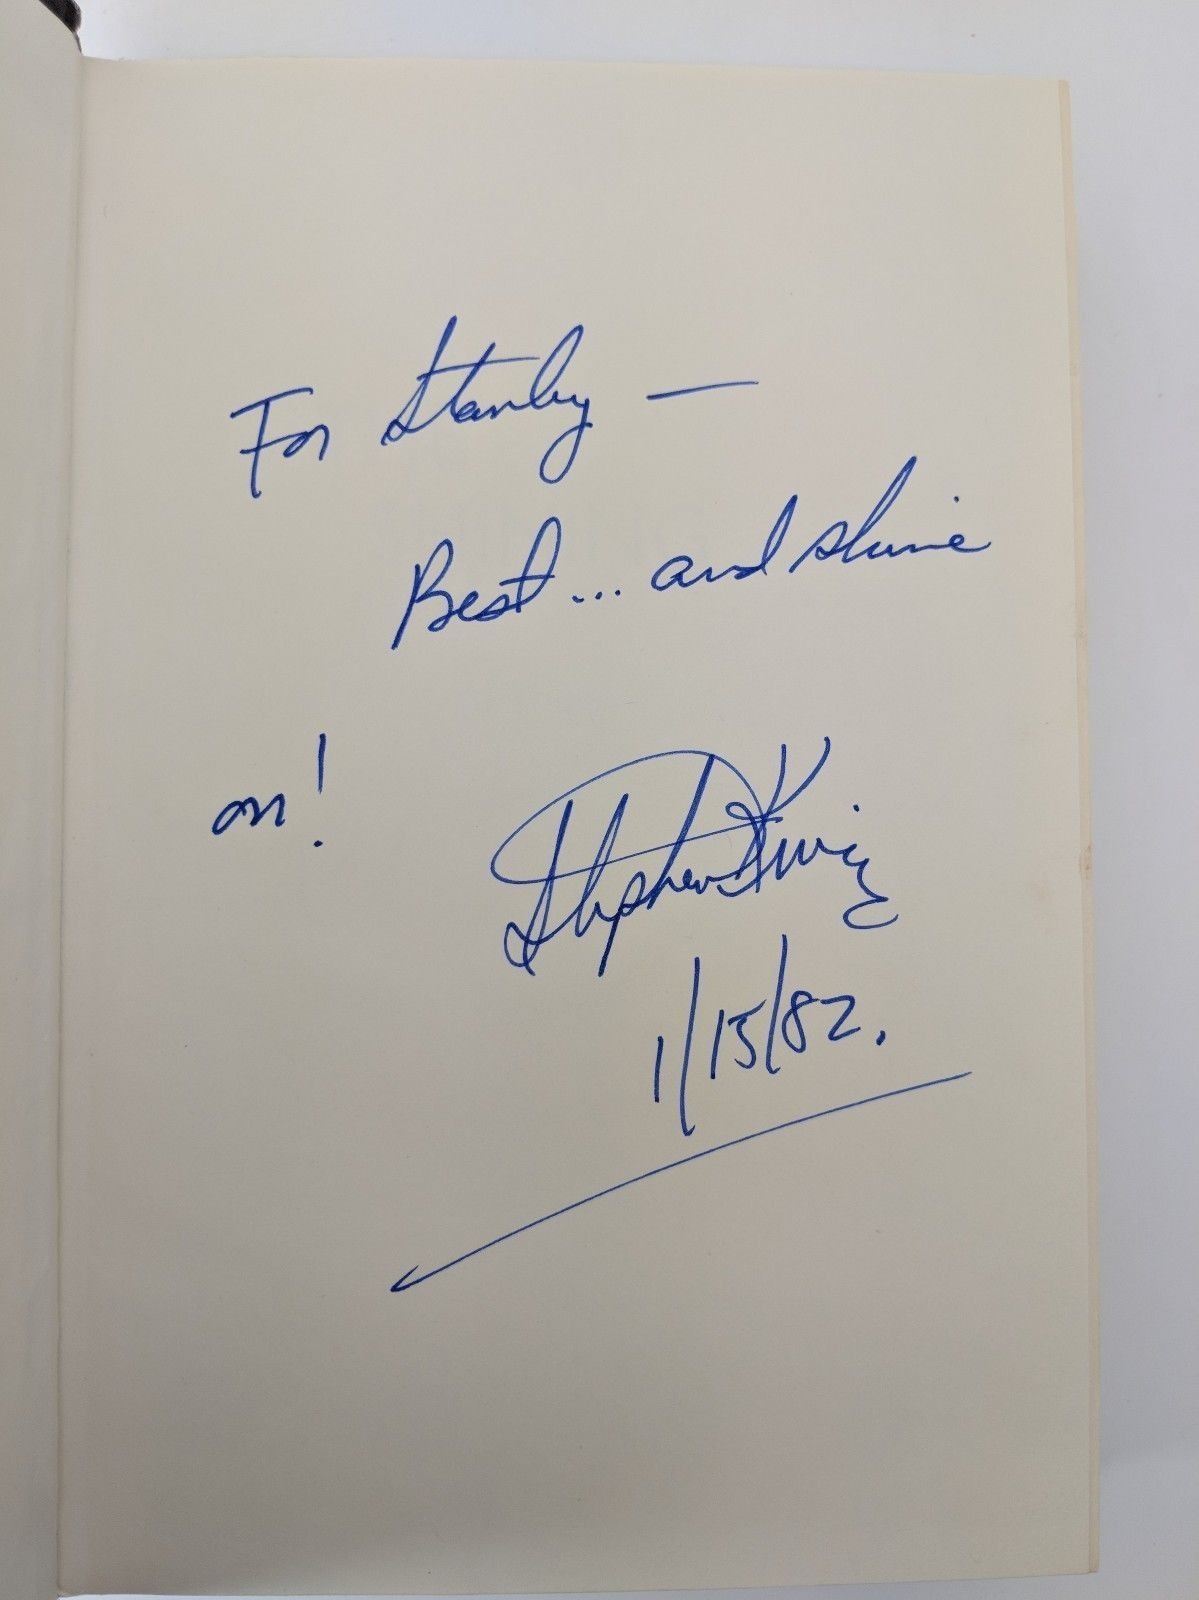 For Stanley —
Best... and shine
on!
Stephen King
1/15/82.